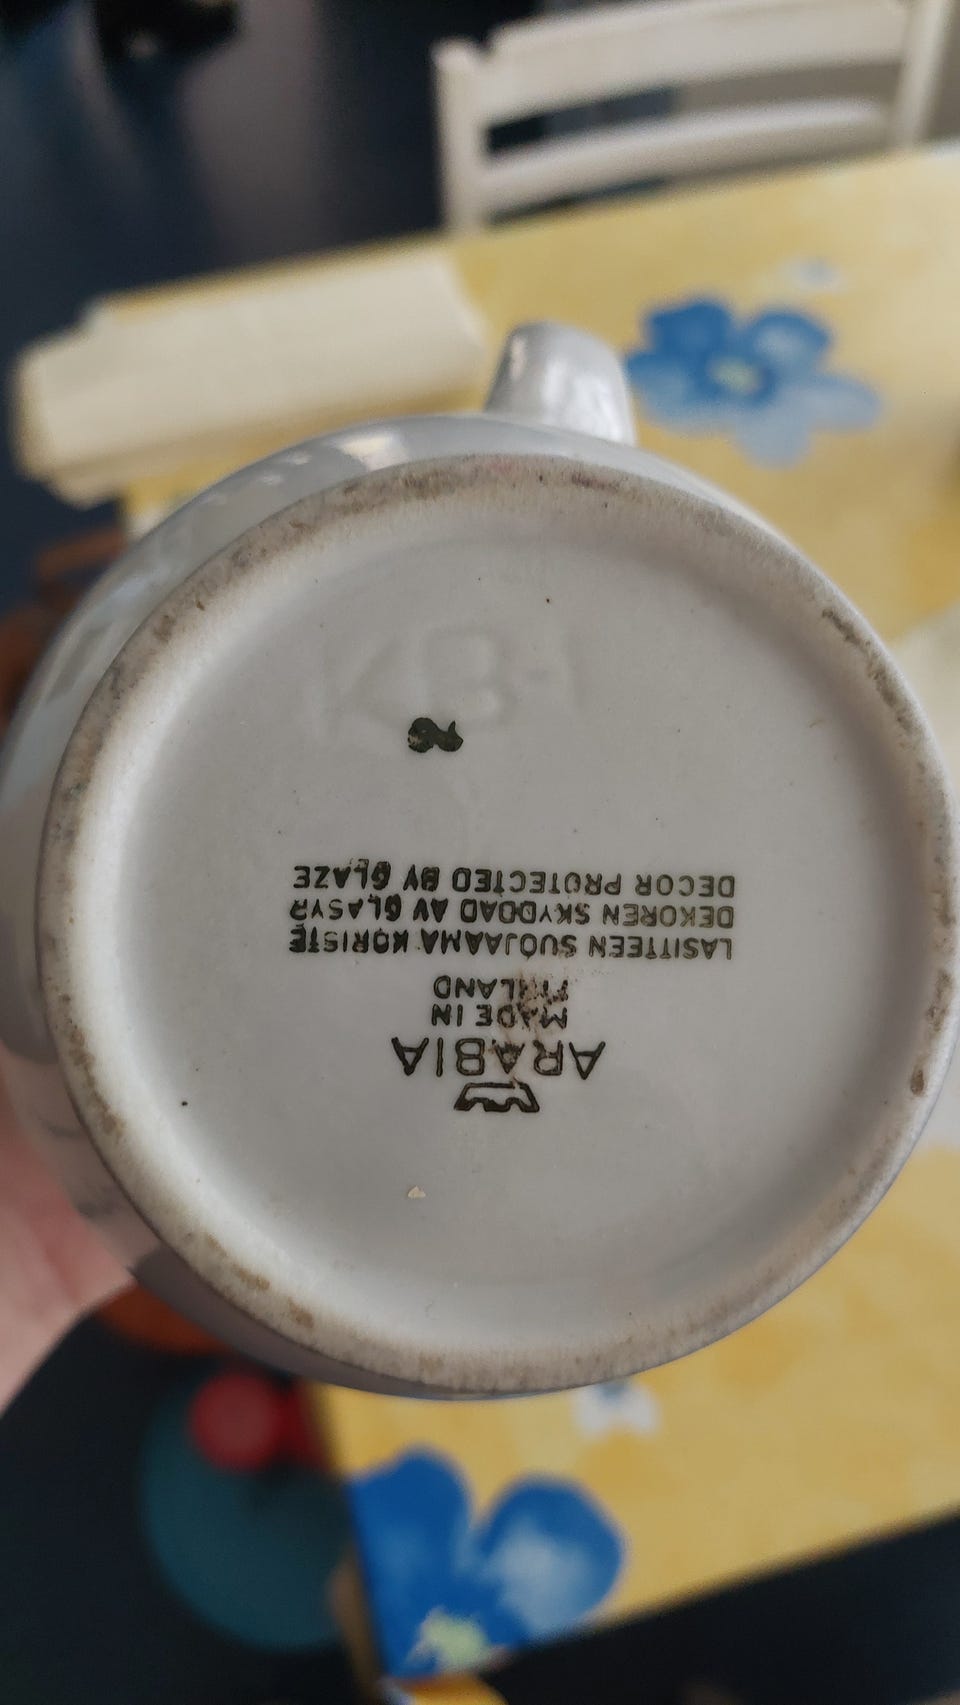 ARABIA
MADE IN
FINLAND
LASITTEEN SUOJAAMA KORISTE
DEKOREN SKYDDAD AV GLASYR
DECOR PROTECTED BY GLAZE